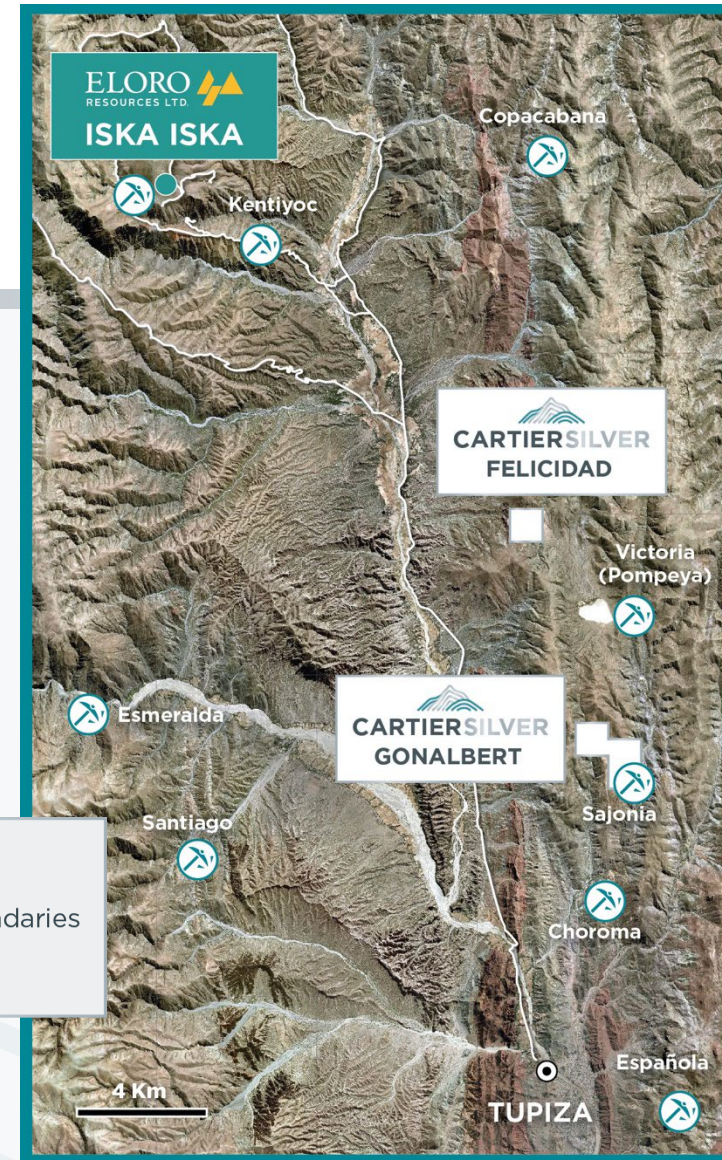 ELORO
RESOURCES LTD.
ISKA ISKA
Copacabana
Kentiyoc
CARTIERSILVER
FELICIDAD
Victoria
(Pompeya)
Esmeralda
CARTIERSILVER
GONALBERT
Sajonia
Santiago
daries
Choroma
Española
4 Km
TUPIZA